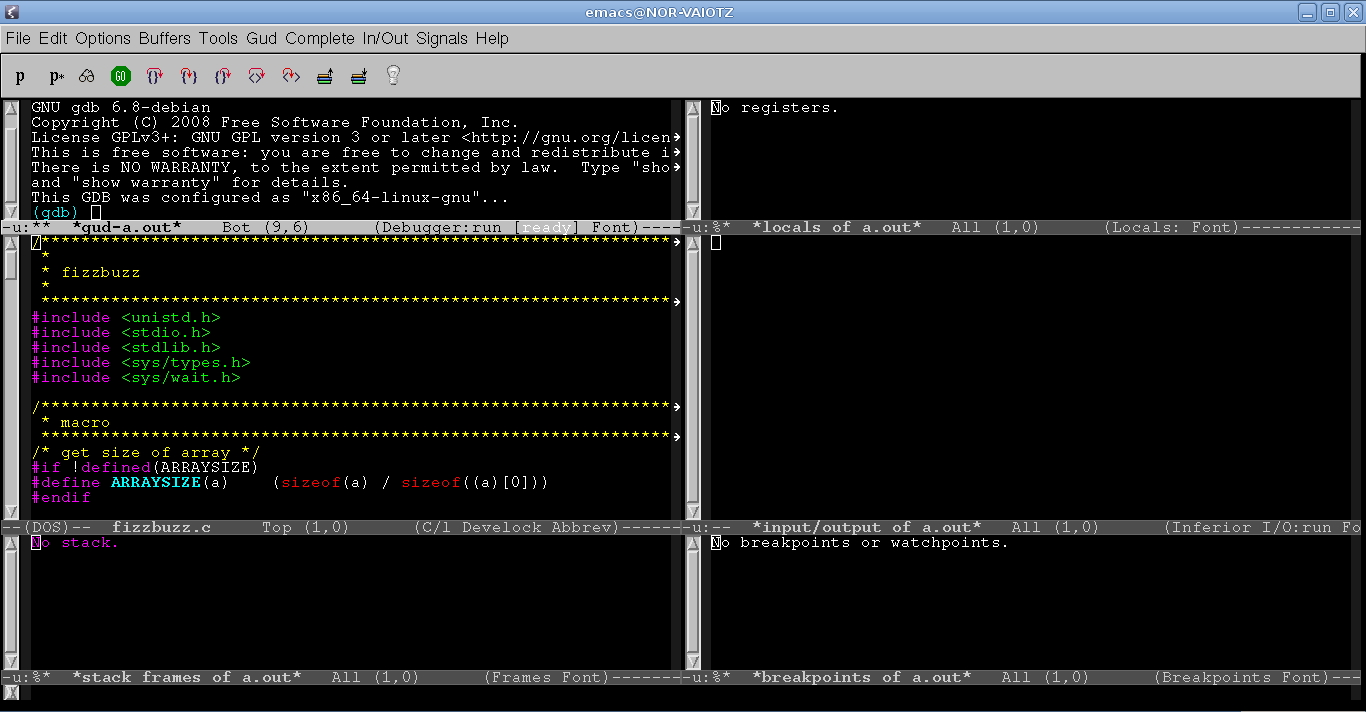 emacs@NOR-VAIOTZ
File Edit Options Buffers Tools Gud Complete In/Out Signals Help
p p* GO
GNU gdb 6.8-debian
Copyright (C) 2008 Free Software Foundation, Inc.
License GPLv3+: GNU GPL version 3 or later <http://gnu.org/licen
This is free software: you are free to change and redistribute i
There is NO WARRANTY, to the extent permitted by law.  Type "sho
and "show warranty" for details.
This GDB was configured as "x86_64-linux-gnu"...
(gdb)
-u:**  *gud-a.out*    Bot (9,6)      (Debugger:run [ready] Font)----
No registers.
-u:%*  *locals of a.out*   All (1,0)      (Locals: Font)------------
/****************************************************************
 *
 * fizzbuzz
 *
 ****************************************************************
#include <unistd.h>
#include <stdio.h>
#include <stdlib.h>
#include <sys/types.h>
#include <sys/wait.h>
/****************************************************************
 * macro
 ****************************************************************
/* get size of array */
#if !defined(ARRAYSIZE)
#define ARRAYSIZE(a)    (sizeof(a) / sizeof((a)[0]))
#endif
--(DOS)--  fizzbuzz.c     Top (1,0)      (C/l Develock Abbrev)------
-u:--  *input/output of a.out*   All (1,0)      (Inferior I/O:run Fo
No stack.
-u:%*  *stack frames of a.out*   All (1,0)      (Frames Font)-------
No breakpoints or watchpoints.
-u:%*  *breakpoints of a.out*   All (1,0)      (Breakpoints Font)---